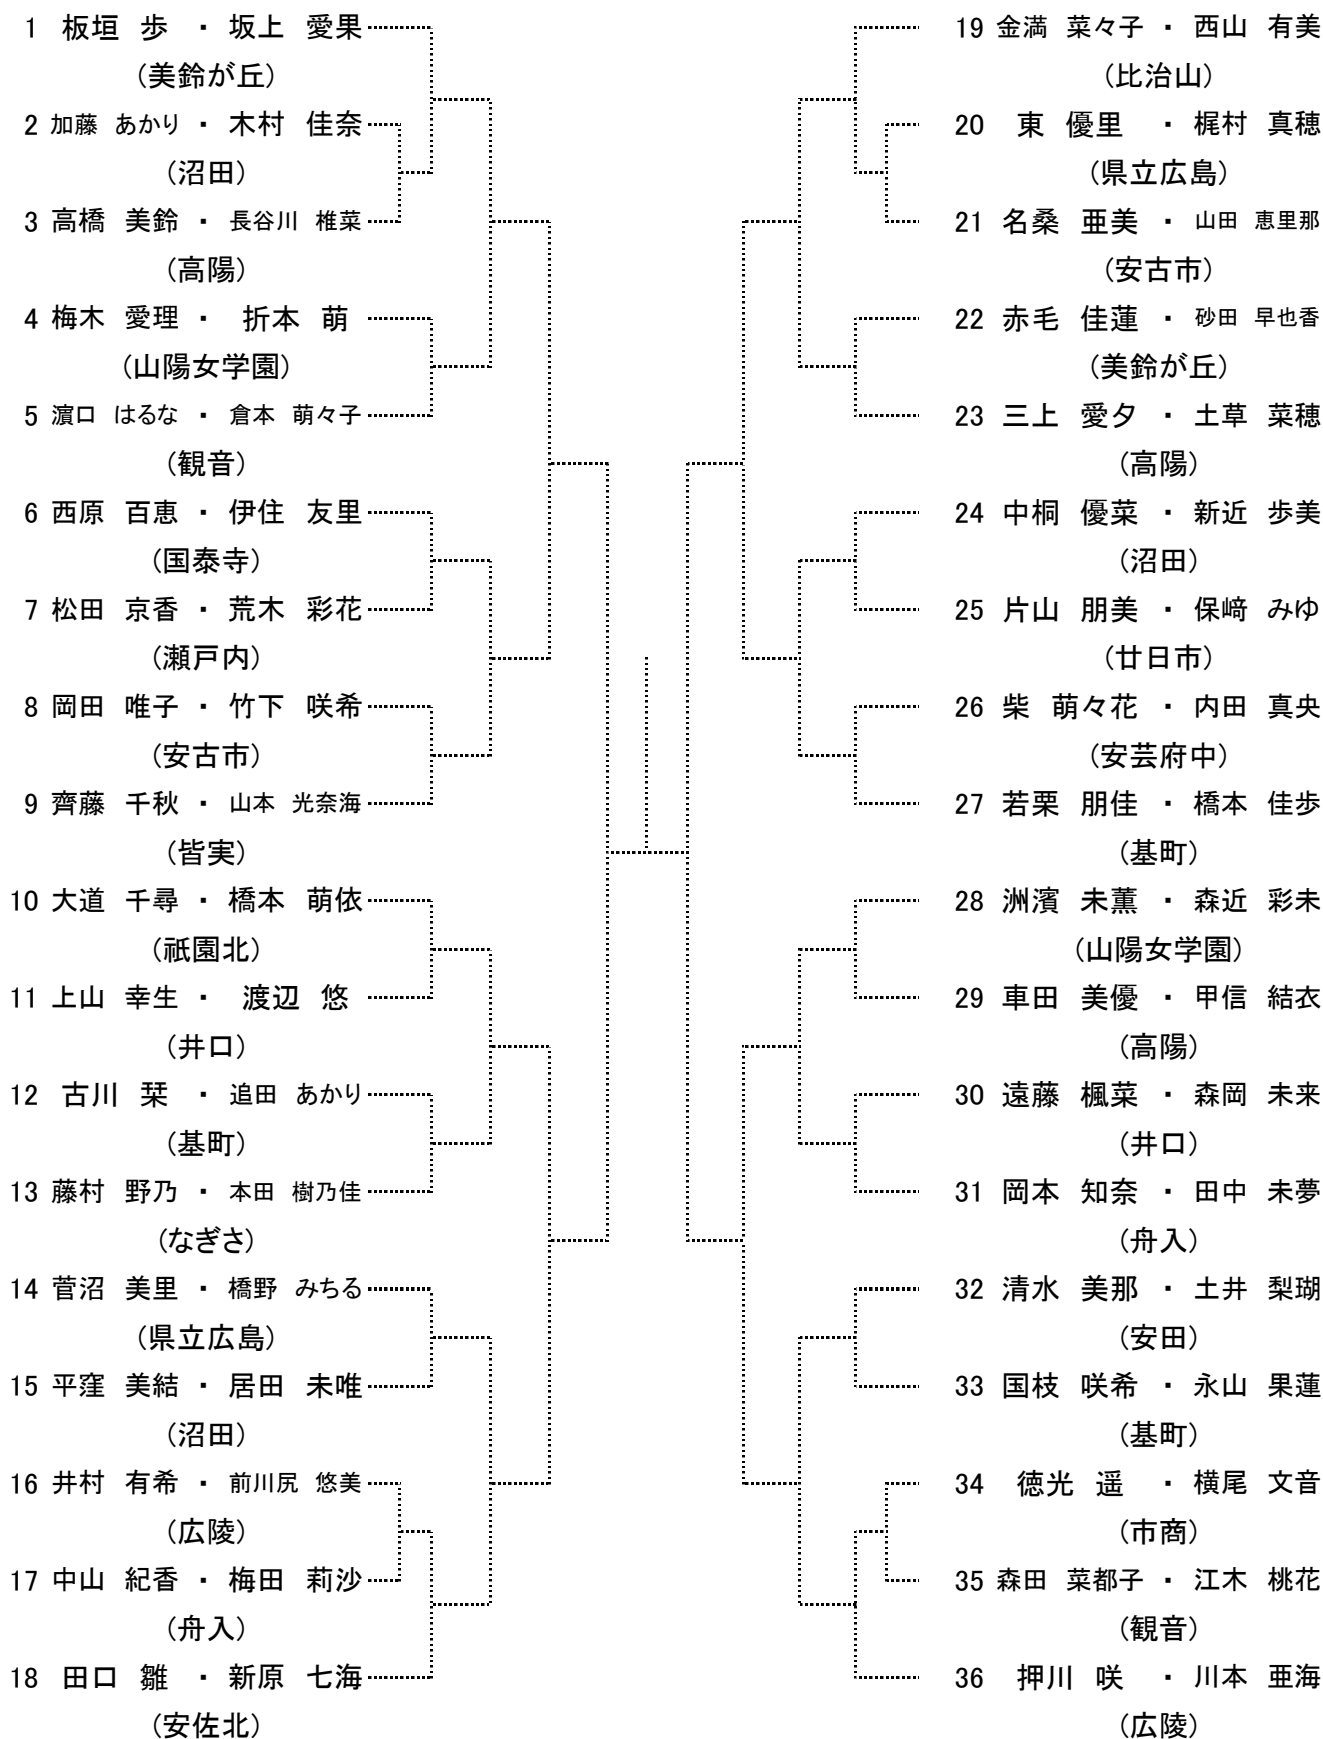 1 板垣 歩 ・ 坂上 愛果
(美鈴が丘)
2 加藤 あかり ・ 木村 佳奈
(沼田)
3 高橋 美鈴 ・ 長谷川 椎菜
(高陽)
4 梅木 愛理 ・ 折本 萌
(山陽女学園)
5 濵口 はるな ・ 倉本 萌々子
(観音)
6 西原 百恵 ・ 伊住 友里
(国泰寺)
7 松田 京香 ・ 荒木 彩花
(瀬戸内)
8 岡田 唯子 ・ 竹下 咲希
(安古市)
9 齊藤 千秋 ・ 山本 光奈海
(皆実)
10 大道 千尋 ・ 橋本 萌依
(祇園北)
11 上山 幸生 ・ 渡辺 悠
(井口)
12 古川 栞 ・ 追田 あかり
(基町)
13 藤村 野乃 ・ 本田 樹乃佳
(なぎさ)
14 菅沼 美里 ・ 橋野 みちる
(県立広島)
15 平窪 美結 ・ 居田 未唯
(沼田)
16 井村 有希 ・ 前川尻 悠美
(広陵)
17 中山 紀香 ・ 梅田 莉沙
(舟入)
18 田口 雛 ・ 新原 七海
(安佐北)
19 金満 菜々子 ・ 西山 有美
(比治山)
20 東 優里 ・ 梶村 真穂
(県立広島)
21 名桑 亜美 ・ 山田 恵里那
(安古市)
22 赤毛 佳蓮 ・ 砂田 早也香
(美鈴が丘)
23 三上 愛夕 ・ 土草 菜穂
(高陽)
24 中桐 優菜 ・ 新近 歩美
(沼田)
25 片山 朋美 ・ 保﨑 みゆ
(廿日市)
26 柴 萌々花 ・ 内田 真央
(安芸府中)
27 若栗 朋佳 ・ 橋本 佳歩
(基町)
28 洲濱 未薫 ・ 森近 彩未
(山陽女学園)
29 車田 美優 ・ 甲信 結衣
(高陽)
30 遠藤 楓菜 ・ 森岡 未来
(井口)
31 岡本 知奈 ・ 田中 未夢
(舟入)
32 清水 美那 ・ 土井 梨瑚
(安田)
33 国枝 咲希 ・ 永山 果蓮
(基町)
34 徳光 遥 ・ 横尾 文音
(市商)
35 森田 菜都子 ・ 江木 桃花
(観音)
36 押川 咲 ・ 川本 亜海
(広陵)